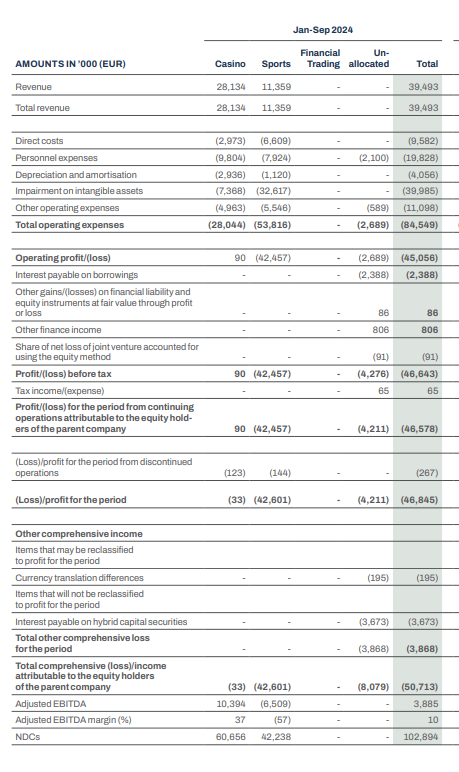 Jan-Sep 2024
AMOUNTS IN '000 (EUR) Casino Sports Financial Trading Un-allocated Total
Revenue 28,134 11,359 - - 39,493
Total revenue 28,134 11,359 - - 39,493
Direct costs (2,973) (6,609) - - (9,582)
Personnel expenses (9,804) (7,924) - (2,100) (19,828)
Depreciation and amortisation (2,936) (1,120) - - (4,056)
Impairment on intangible assets (7,368) (32,617) - - (39,985)
Other operating expenses (4,963) (5,546) - (589) (11,098)
Total operating expenses (28,044) (53,816) - (2,689) (84,549)
Operating profit/(loss) 90 (42,457) - (2,689) (45,056)
Interest payable on borrowings - - - (2,388) (2,388)
Other gains/(losses) on financial liability and
equity instruments at fair value through profit
or loss - - - 86 86
Other finance income - - - 806 806
Share of net loss of joint venture accounted for
using the equity method - - - (91) (91)
Profit/(loss) before tax 90 (42,457) - (4,276) (46,643)
Tax income/(expense) - - - 65 65
Profit/(loss) for the period from continuing
operations attributable to the equity hold-
ers of the parent company 90 (42,457) - (4,211) (46,578)
(Loss)/profit for the period from discontinued
operations (123) (144) - - (267)
(Loss)/profit for the period (33) (42,601) - (4,211) (46,845)
Other comprehensive income
Items that may be reclassified
to profit for the period
Currency translation differences - - - (195) (195)
Items that will not be reclassified
to profit for the period
Interest payable on hybrid capital securities - - - (3,673) (3,673)
Total other comprehensive loss
for the period - - - (3,868) (3,868)
Total comprehensive (loss)/income
attributable to the equity holders
of the parent company (33) (42,601) - (8,079) (50,713)
Adjusted EBITDA 10,394 (6,509) - - 3,885
Adjusted EBITDA margin (%) 37 (57) - - 10
NDCs 60,656 42,238 - - 102,894